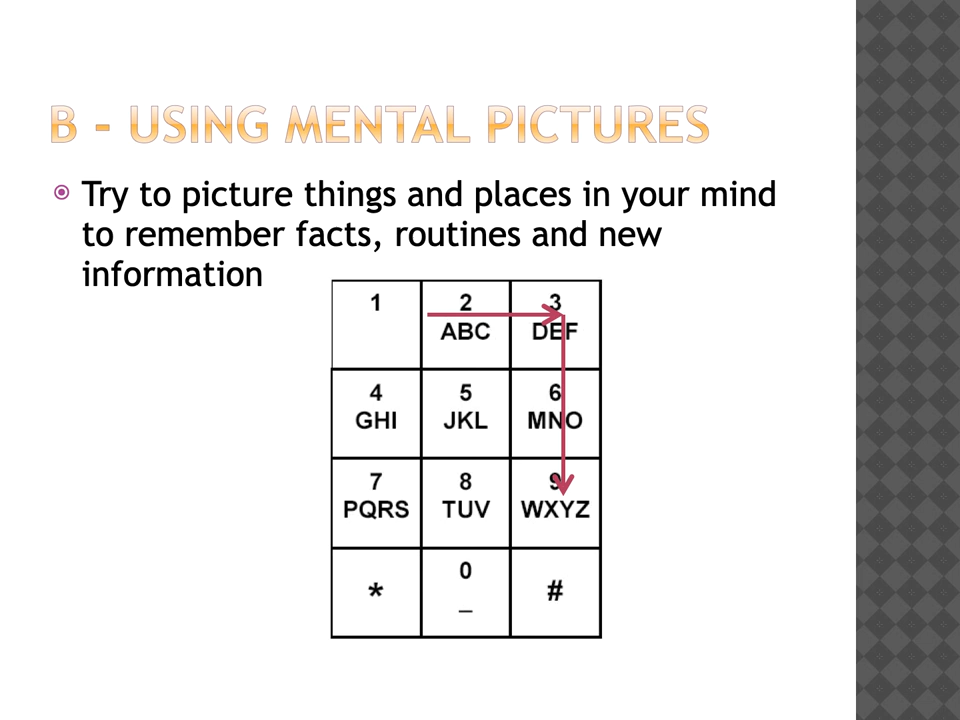 B - USING MENTAL PICTURES
Try to picture things and places in your mind
to remember facts, routines and new
information
1 2 3
ABC DEF
4 5 6
GHI JKL MNO
7 8 9
PQRS TUV WXYZ
0
* _ #